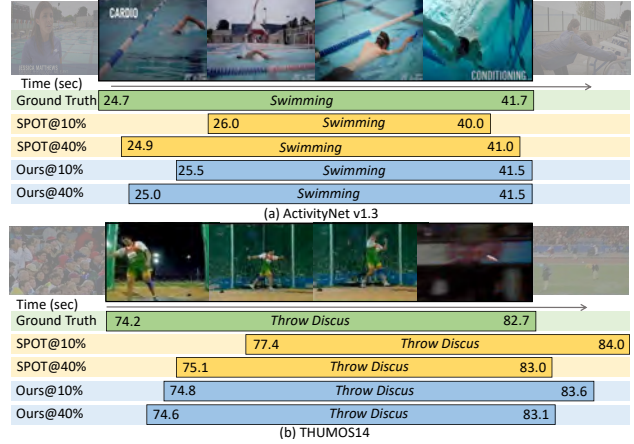 CARDIO
JESSICA MATTHEWS
CONDITIONING
Time (sec)
Ground Truth 24.7 Swimming 41.7
SPOT@10% 26.0 Swimming 40.0
SPOT@40% 24.9 Swimming 41.0
Ours@10% 25.5 Swimming 41.5
Ours@40% 25.0 Swimming 41.5
(a) ActivityNet v1.3
Time (sec)
Ground Truth 74.2 Throw Discus 82.7
SPOT@10% 77.4 Throw Discus 84.0
SPOT@40% 75.1 Throw Discus 83.0
Ours@10% 74.8 Throw Discus 83.6
Ours@40% 74.6 Throw Discus 83.1
(b) THUMOS14